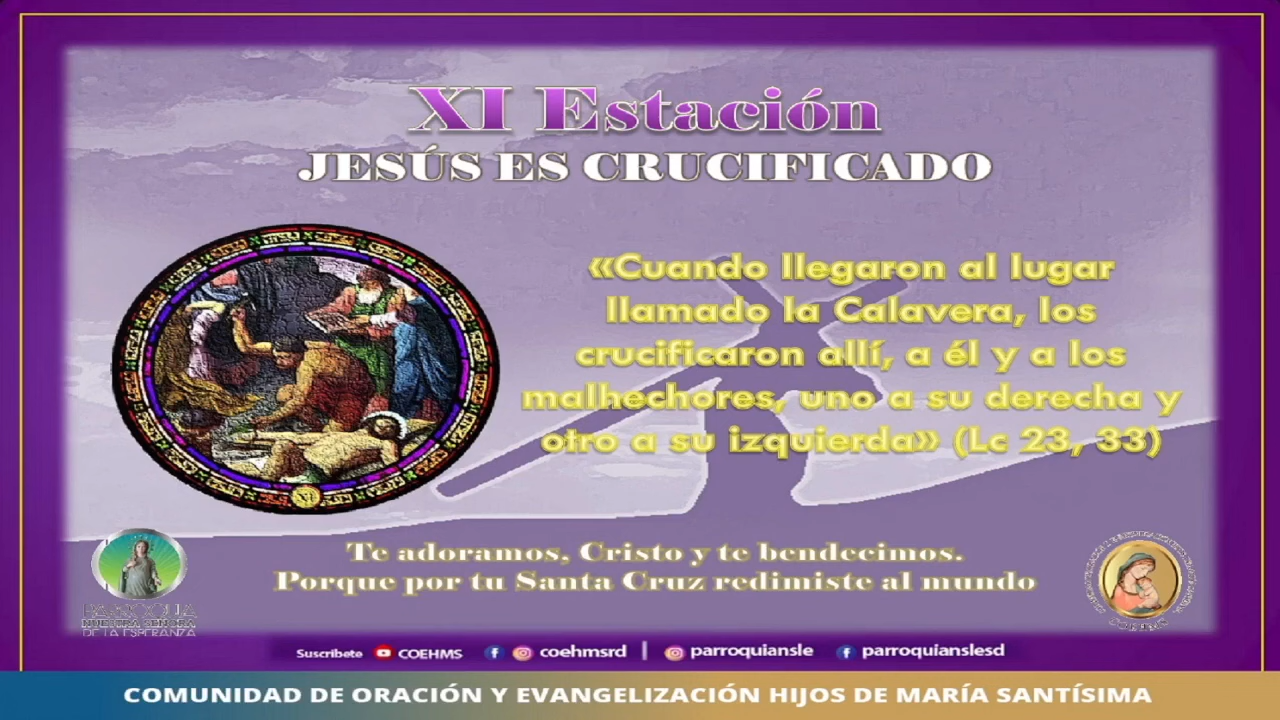 XI Estación
JESÚS ES CRUCIFICADO
«Cuando llegaron al lugar
llamado la Calavera, los
crucificaron allí, a él y a los
malhechores, uno a su derecha y
otro a su izquierda» (Lc 23, 33)
XI
Te adoramos, Cristo y te bendecimos.
Porque por tu Santa Cruz redimiste al mundo
PARROQUIA
NUESTRA SEÑORA
DE LA ESPERANZA
COEHMS
Suscribete COEHMS coehmsrd | parroquiansle parroquianslesd
COMUNIDAD DE ORACIÓN Y EVANGELIZACIÓN HIJOS DE MARÍA SANTÍSIMA